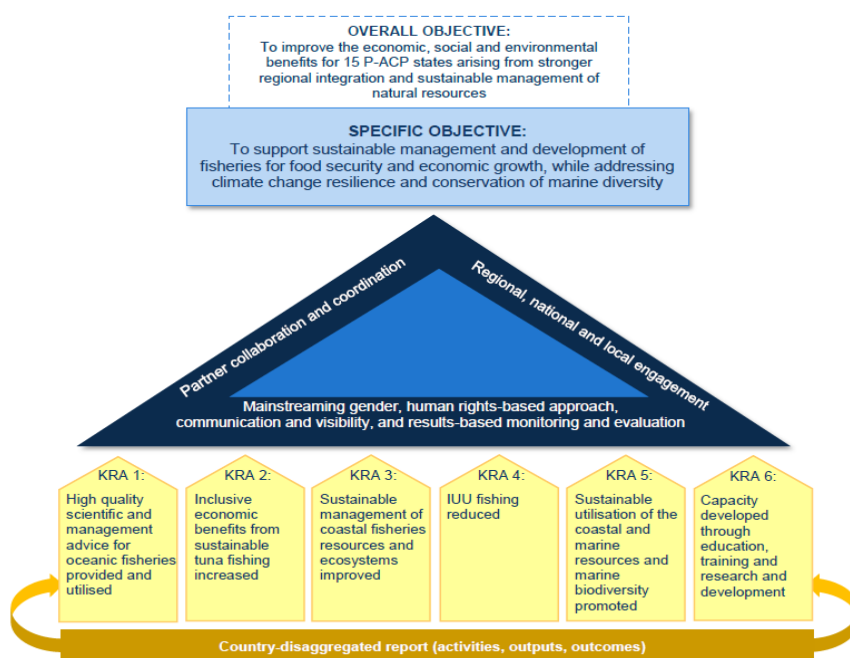 OVERALL OBJECTIVE:
To improve the economic, social and environmental
benefits for 15 P-ACP states arising from stronger
regional integration and sustainable management of
natural resources
SPECIFIC OBJECTIVE:
To support sustainable management and development of
fisheries for food security and economic growth, while addressing
climate change resilience and conservation of marine diversity
Partner collaboration and coordination
Regional, national and local engagement
Mainstreaming gender, human rights-based approach,
communication and visibility, and results-based monitoring and evaluation
KRA 1:
High quality
scientific and
management
advice for
oceanic fisheries
provided and
utilised
KRA 2:
Inclusive
economic
benefits from
sustainable
tuna fishing
increased
KRA 3:
Sustainable
management of
coastal fisheries
resources and
ecosystems
improved
KRA 4:
IUU fishing
reduced
KRA 5:
Sustainable
utilisation of the
coastal and
marine
resources and
marine
biodiversity
promoted
KRA 6:
Capacity
developed
through
education,
training and
research and
development
Country-disaggregated report (activities, outputs, outcomes)